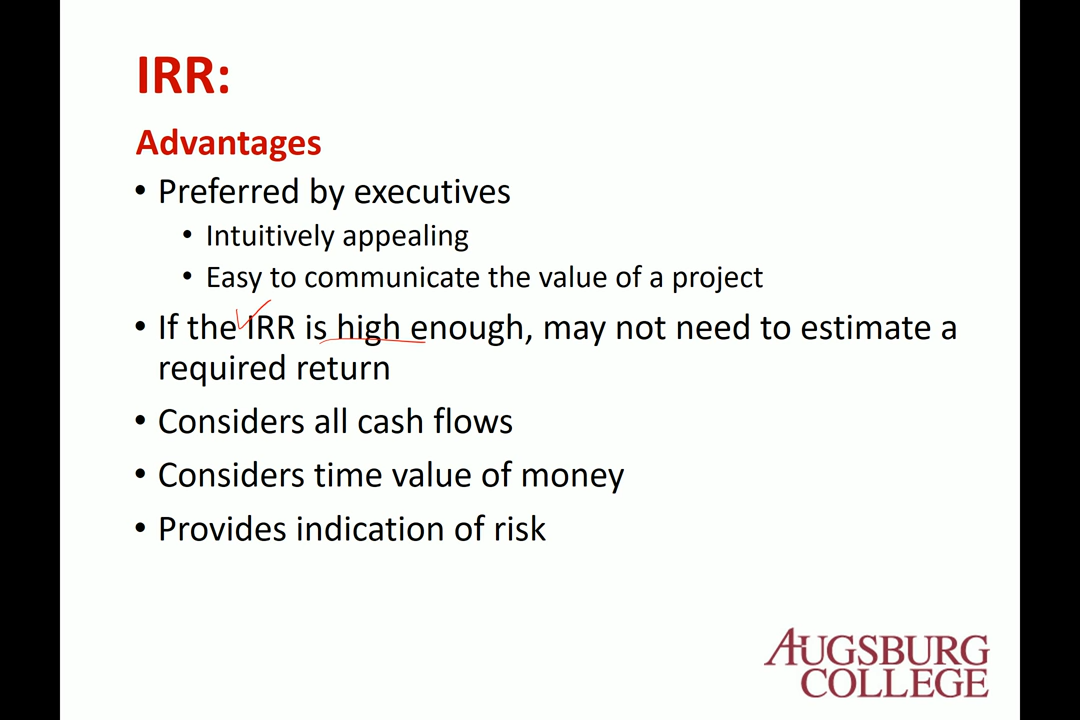 IRR:
Advantages
• Preferred by executives
• Intuitively appealing
• Easy to communicate the value of a project
• If the IRR is high enough, may not need to estimate a
required return
• Considers all cash flows
• Considers time value of money
• Provides indication of risk
AUGSBURG
COLLEGE